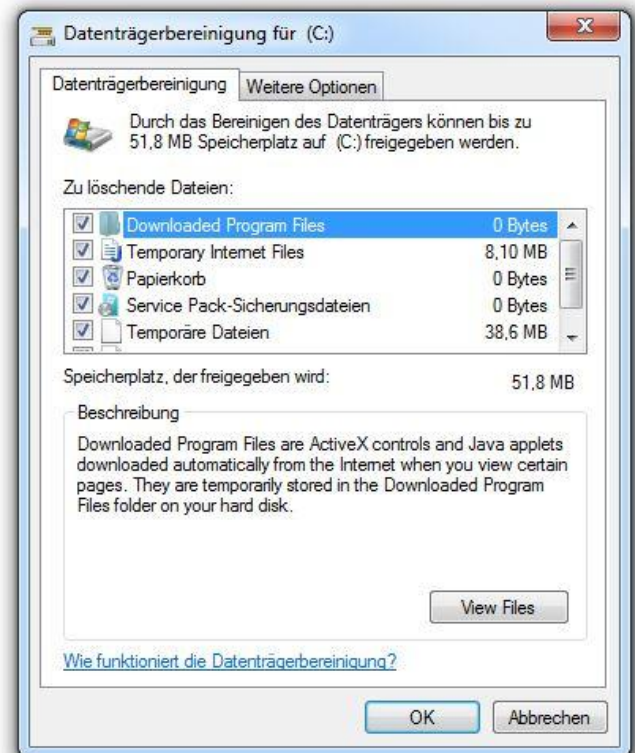 Datenträgerbereinigung für (C:)
Datenträgerbereinigung
Weitere Optionen
Durch das Bereinigen des Datenträgers können bis zu
51,8 MB Speicherplatz auf (C:) freigegeben werden.
Zu löschende Dateien:
Downloaded Program Files 0 Bytes
Temporary Internet Files 8,10 MB
Papierkorb 0 Bytes
Service Pack-Sicherungsdateien 0 Bytes
Temporäre Dateien 38,6 MB
Speicherplatz, der freigegeben wird: 51,8 MB
Beschreibung
Downloaded Program Files are ActiveX controls and Java applets
downloaded automatically from the Internet when you view certain
pages. They are temporarily stored in the Downloaded Program
Files folder on your hard disk.
View Files
Wie funktioniert die Datenträgerbereinigung?
OK
Abbrechen